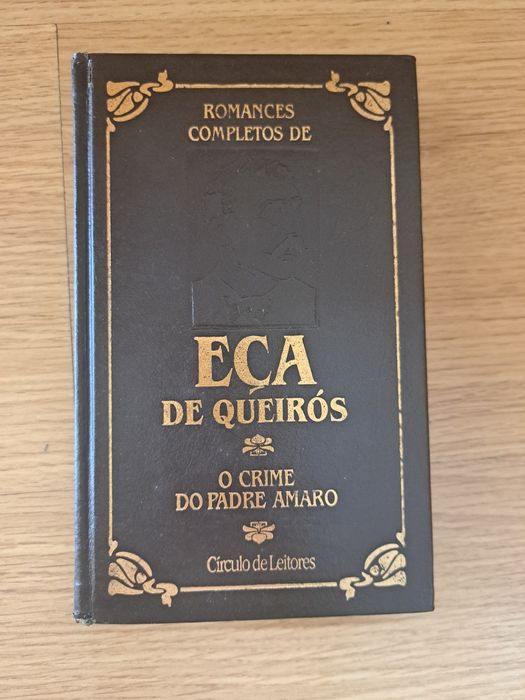 ROMANCES
COMPLETOS DE
EÇA
DE QUEIRÓS
O CRIME
DO PADRE AMARO
Círculo de Leitores